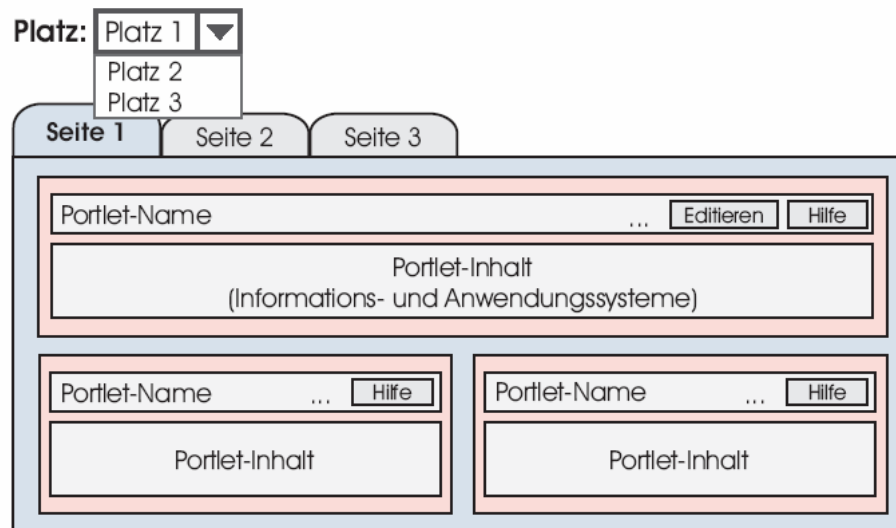 Platz: Platz 1
Platz 2
Platz 3
Seite 1 Seite 2 Seite 3
Portlet-Name ... Editieren Hilfe
Portlet-Inhalt
(Informations- und Anwendungssysteme)
Portlet-Name ... Hilfe Portlet-Name ... Hilfe
Portlet-Inhalt Portlet-Inhalt